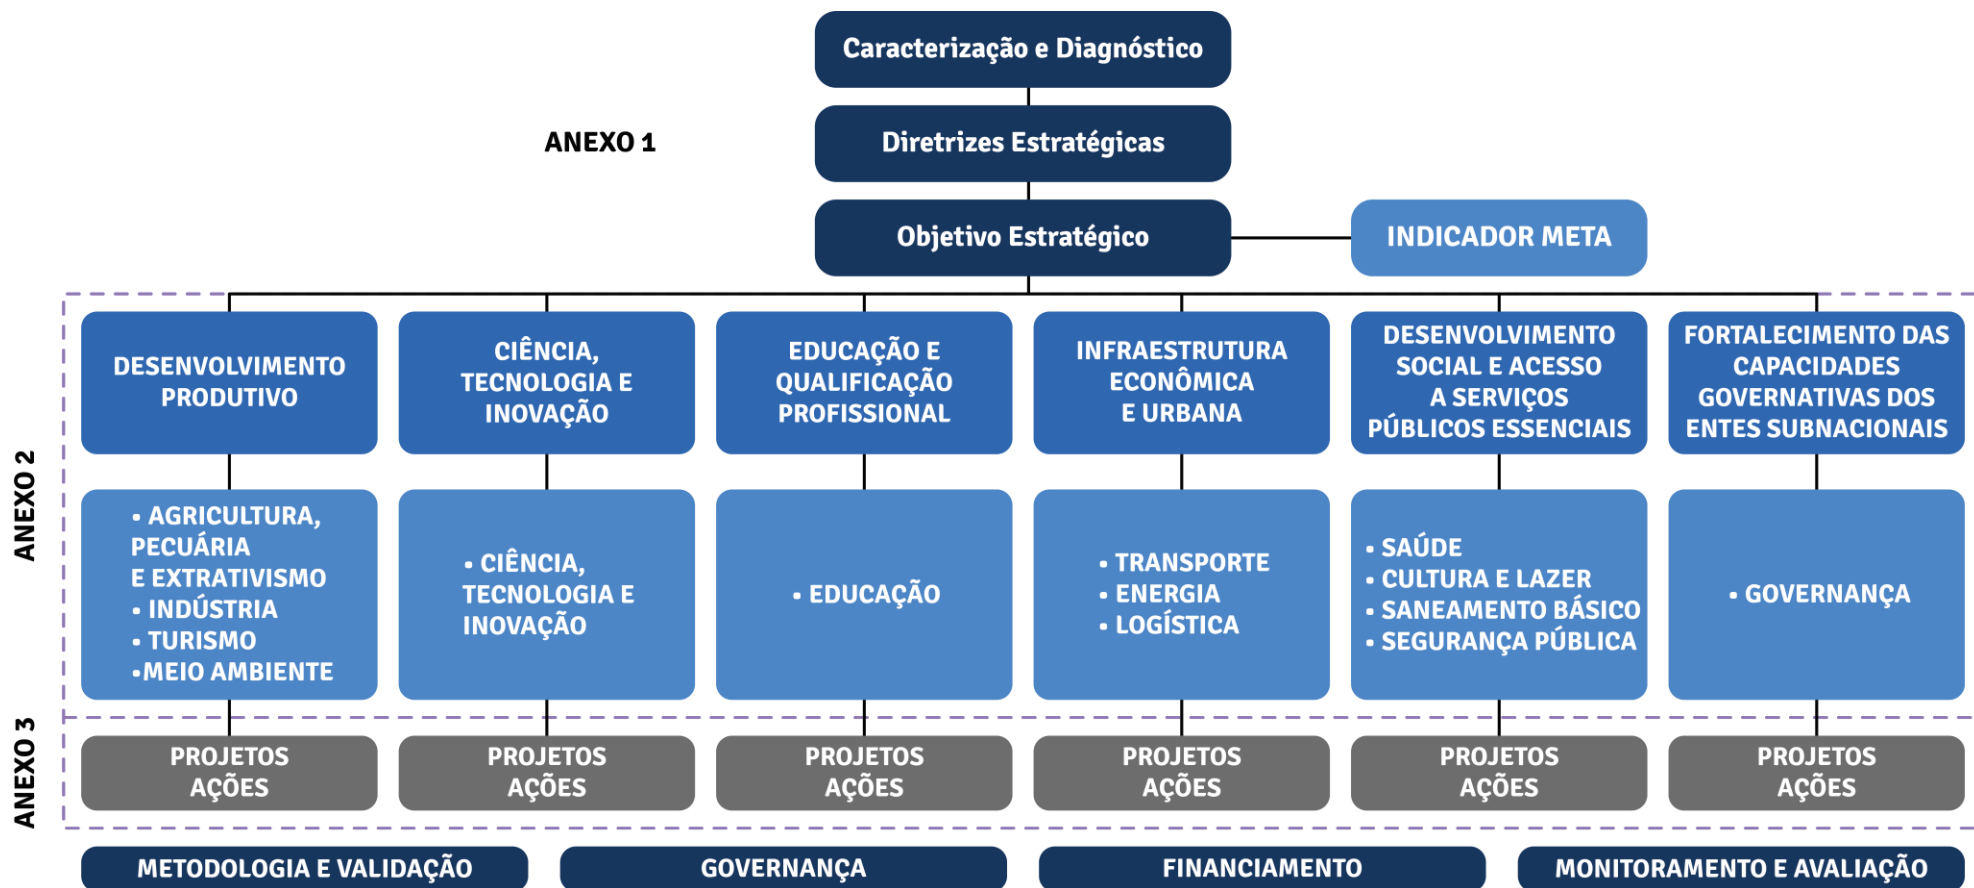 Caracterização e Diagnóstico
ANEXO 1
Diretrizes Estratégicas
Objetivo Estratégico
INDICADOR META
ANEXO 2
DESENVOLVIMENTO
PRODUTIVO
CIÊNCIA,
TECNOLOGIA E
INOVAÇÃO
EDUCAÇÃO E
QUALIFICAÇÃO
PROFISSIONAL
INFRAESTRUTURA
ECONÔMICA
E URBANA
DESENVOLVIMENTO
SOCIAL E ACESSO
A SERVIÇOS
PÚBLICOS ESSENCIAIS
FORTALECIMENTO DAS
CAPACIDADES
GOVERNATIVAS DOS
ENTES SUBNACIONAIS
• AGRICULTURA,
PECUÁRIA
E EXTRATIVISMO
• INDÚSTRIA
• TURISMO
•MEIO AMBIENTE
• CIÊNCIA,
TECNOLOGIA E
INOVAÇÃO
• EDUCAÇÃO
• TRANSPORTE
• ENERGIA
• LOGÍSTICA
• SAÚDE
• CULTURA E LAZER
• SANEAMENTO BÁSICO
• SEGURANÇA PÚBLICA
• GOVERNANÇA
ANEXO 3
PROJETOS
AÇÕES
PROJETOS
AÇÕES
PROJETOS
AÇÕES
PROJETOS
AÇÕES
PROJETOS
AÇÕES
PROJETOS
AÇÕES
METODOLOGIA E VALIDAÇÃO
GOVERNANÇA
FINANCIAMENTO
MONITORAMENTO E AVALIAÇÃO